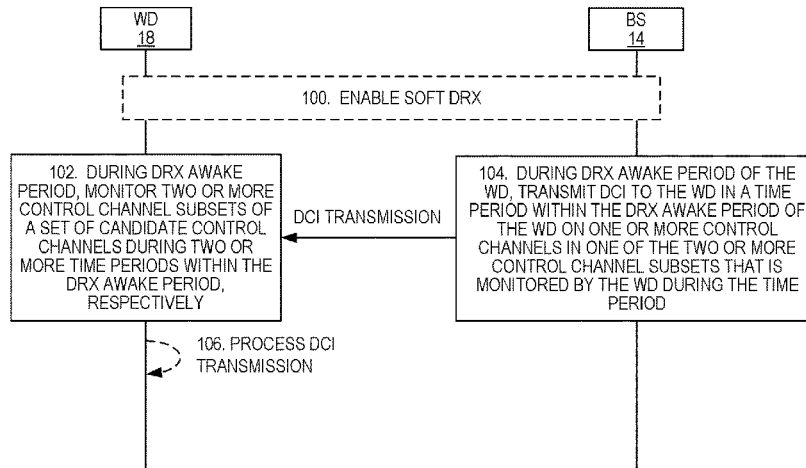 WD
18
BS
14
100. ENABLE SOFT DRX
102. DURING DRX AWAKE
PERIOD, MONITOR TWO OR MORE
CONTROL CHANNEL SUBSETS OF
A SET OF CANDIDATE CONTROL
CHANNELS DURING TWO OR
MORE TIME PERIODS WITHIN THE
DRX AWAKE PERIOD,
RESPECTIVELY
DCI TRANSMISSION
104. DURING DRX AWAKE PERIOD OF THE
WD, TRANSMIT DCI TO THE WD IN A TIME
PERIOD WITHIN THE DRX AWAKE PERIOD OF
THE WD ON ONE OR MORE CONTROL
CHANNELS IN ONE OF THE TWO OR MORE
CONTROL CHANNEL SUBSETS THAT IS
MONITORED BY THE WD DURING THE TIME
PERIOD
106. PROCESS DCI
TRANSMISSION